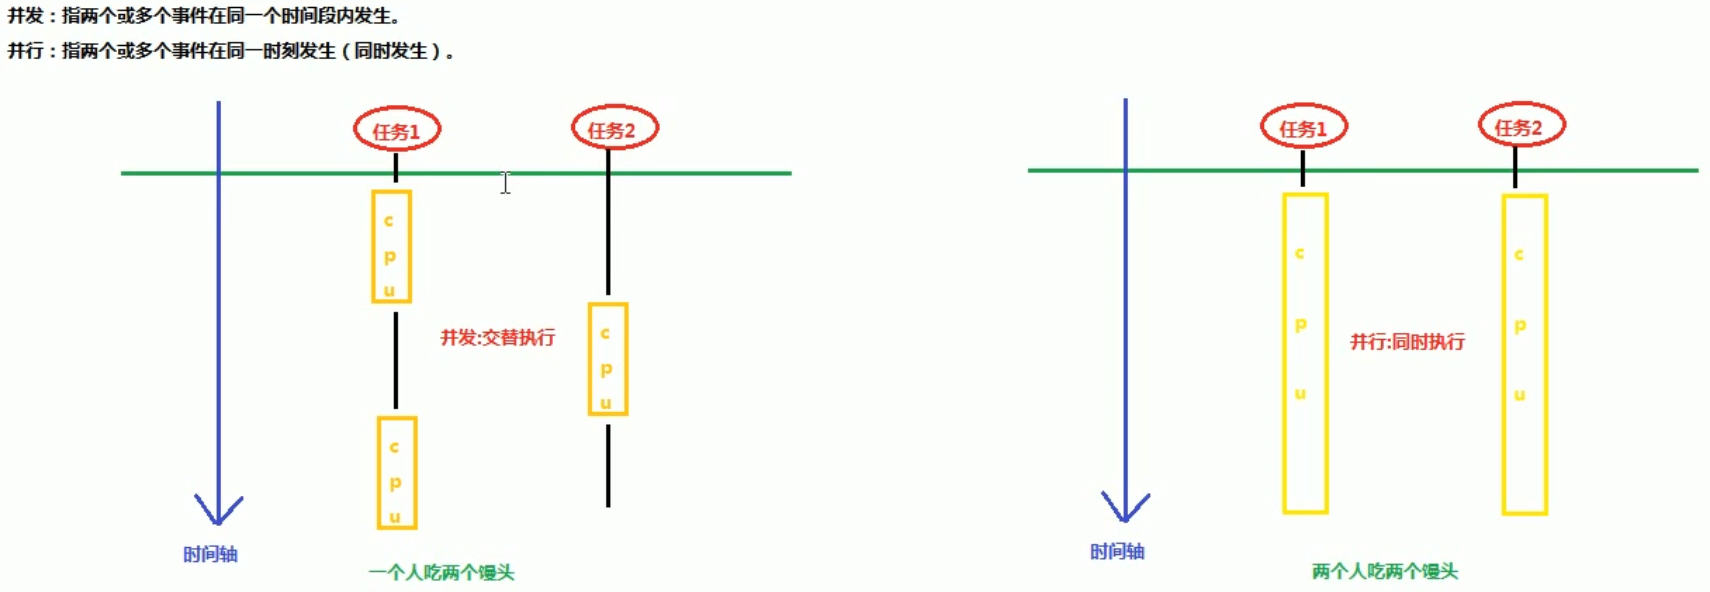 并发：指两个或多个事件在同一个时间段内发生。
并行：指两个或多个事件在同一时刻发生（同时发生）。
任务1
任务2
c
p
u
并发:交替执行
c
p
u
c
p
u
时间轴
一个人吃两个馒头
任务1
任务2
c
p
u
并行:同时执行
c
p
u
时间轴
两个人吃两个馒头